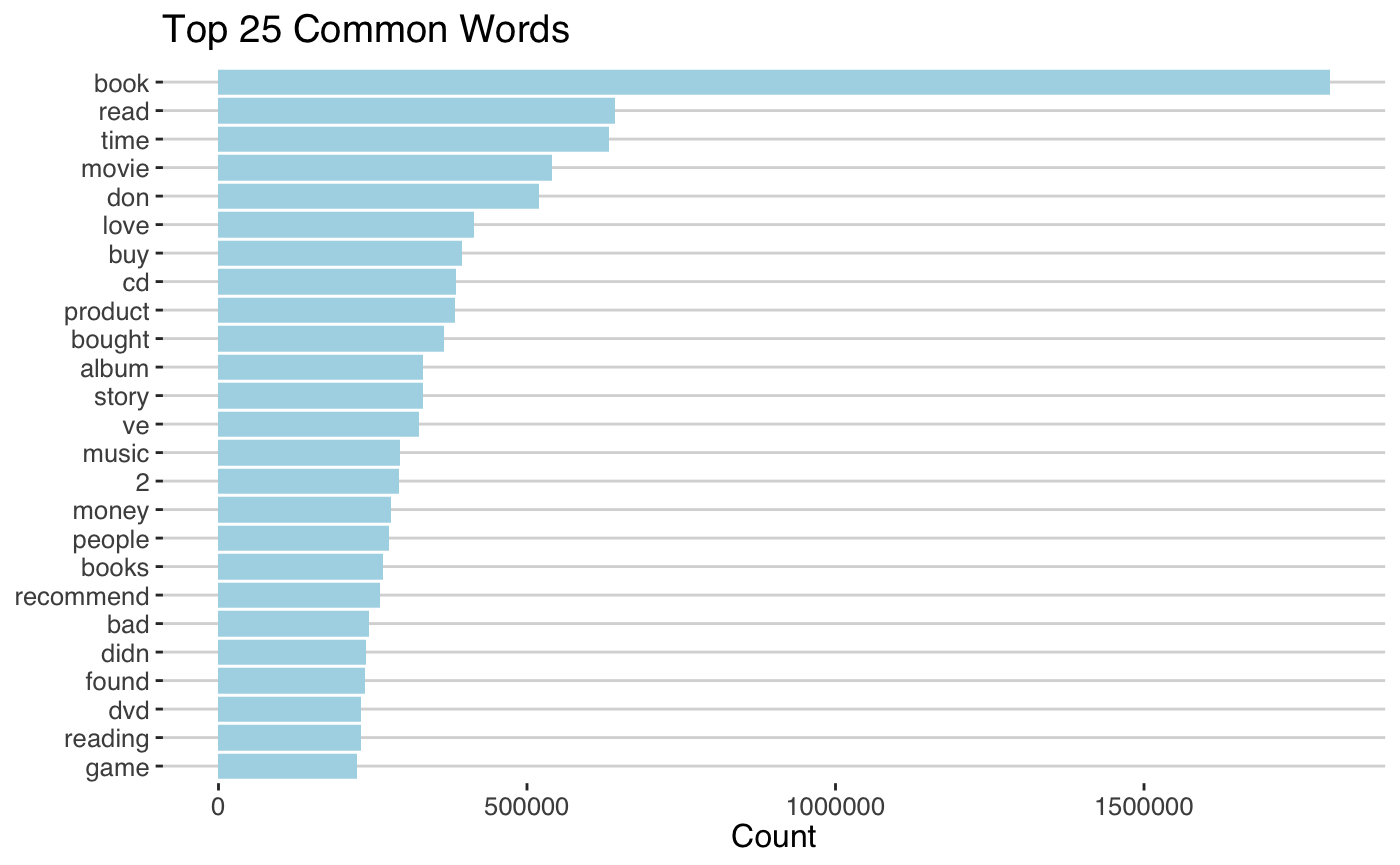 Top 25 Common Words
book
read
time
movie
don
love
buy
cd
product
bought
album
story
ve
music
2
money
people
books
recommend
bad
didn
found
dvd
reading
game
0 500000 1000000 1500000
Count